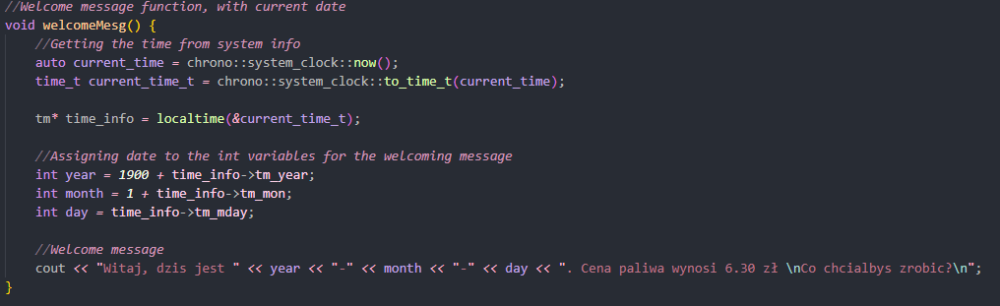 //Welcome message function, with current date
void welcomeMesg() {
//Getting the time from system info
auto current_time = chrono::system_clock::now();
time_t current_time_t = chrono::system_clock::to_time_t(current_time);
tm* time_info = localtime(&current_time_t);
//Assigning date to the int variables for the welcoming message
int year = 1900 + time_info->tm_year;
int month = 1 + time_info->tm_mon;
int day = time_info->tm_mday;
//Welcome message
cout << "Witaj, dzis jest " << year << "-" << month << "-" << day << ". Cena paliwa wynosi 6.30 zł \nCo chcialbys zrobic?\n";
}